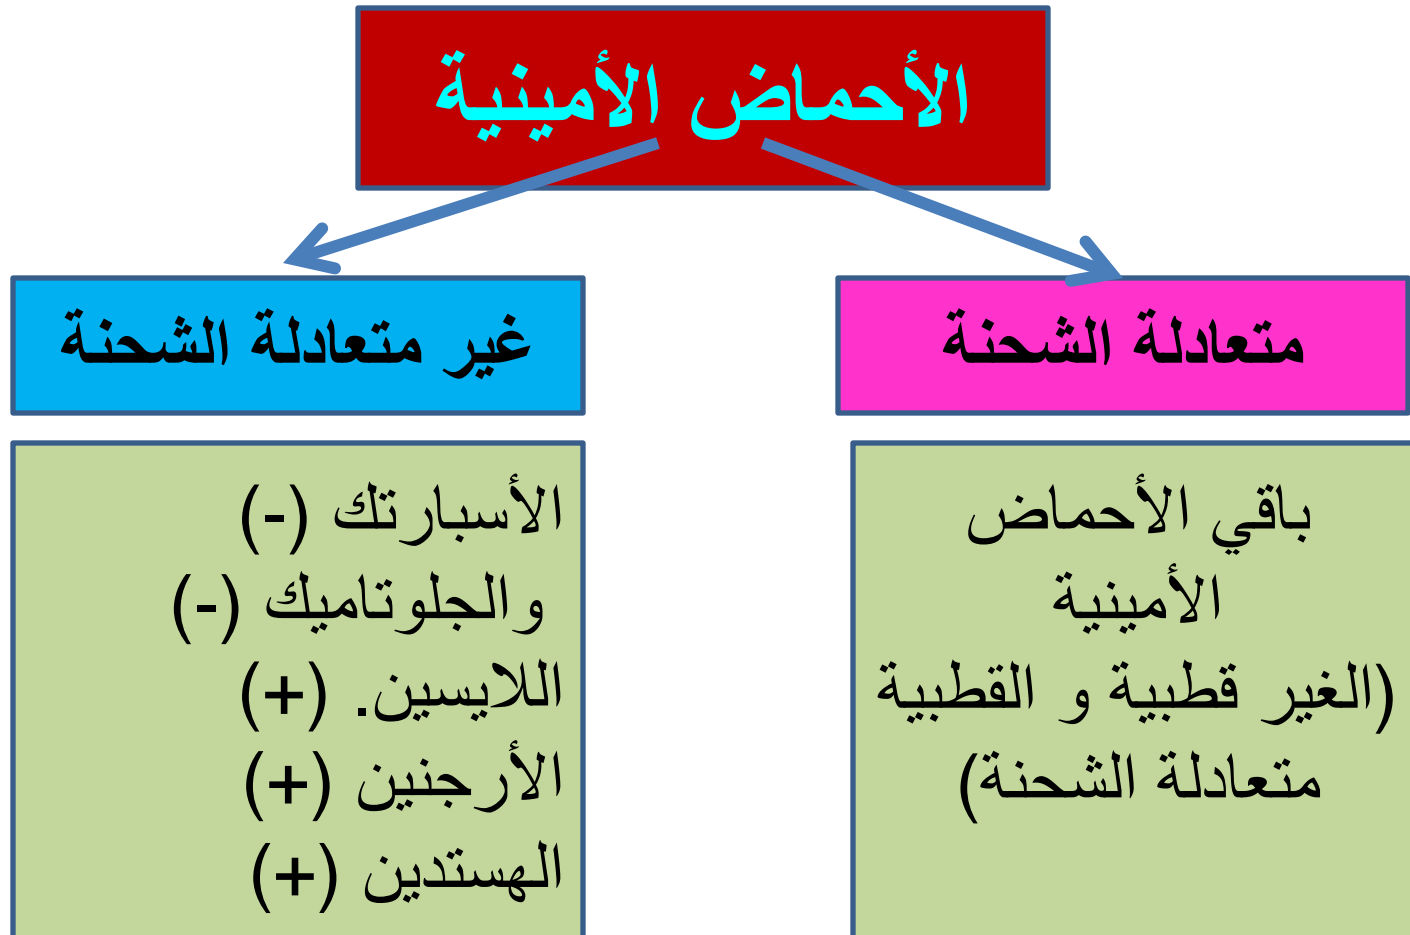 الأحماض الأمينية
متعادلة الشحنة
غير متعادلة الشحنة
باقي الأحماض
الأمينية
(الغير قطبية و القطبية
متعادلة الشحنة)
الأسبارتك (-)
والجلوتاميك (-)
اللايسين. (+)
الأرجنين (+)
الهستدين (+)